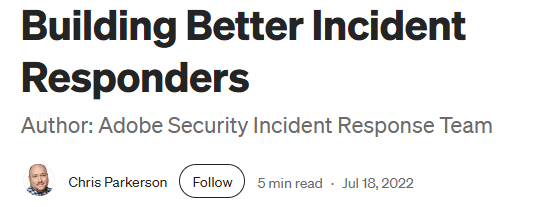 Building Better Incident
Responders
Author: Adobe Security Incident Response Team
Chris Parkerson Follow 5 min read · Jul 18, 2022